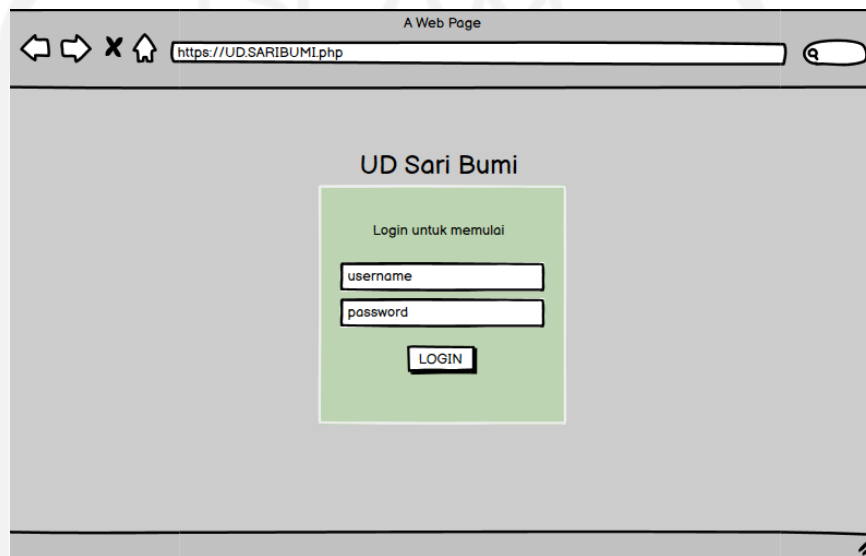 A Web Page
https://UD.SARIBUMI.php
UD Sari Bumi
Login untuk memulai
username
password
LOGIN